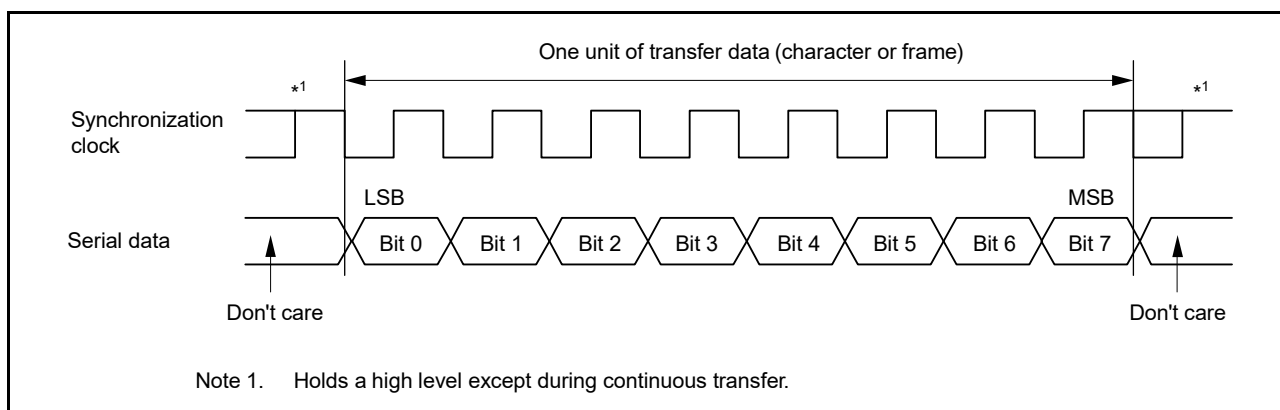 One unit of transfer data (character or frame)
*1
*1
Synchronization
clock
LSB
MSB
Serial data
Bit 0
Bit 1
Bit 2
Bit 3
Bit 4
Bit 5
Bit 6
Bit 7
Don't care
Don't care
Note 1. Holds a high level except during continuous transfer.